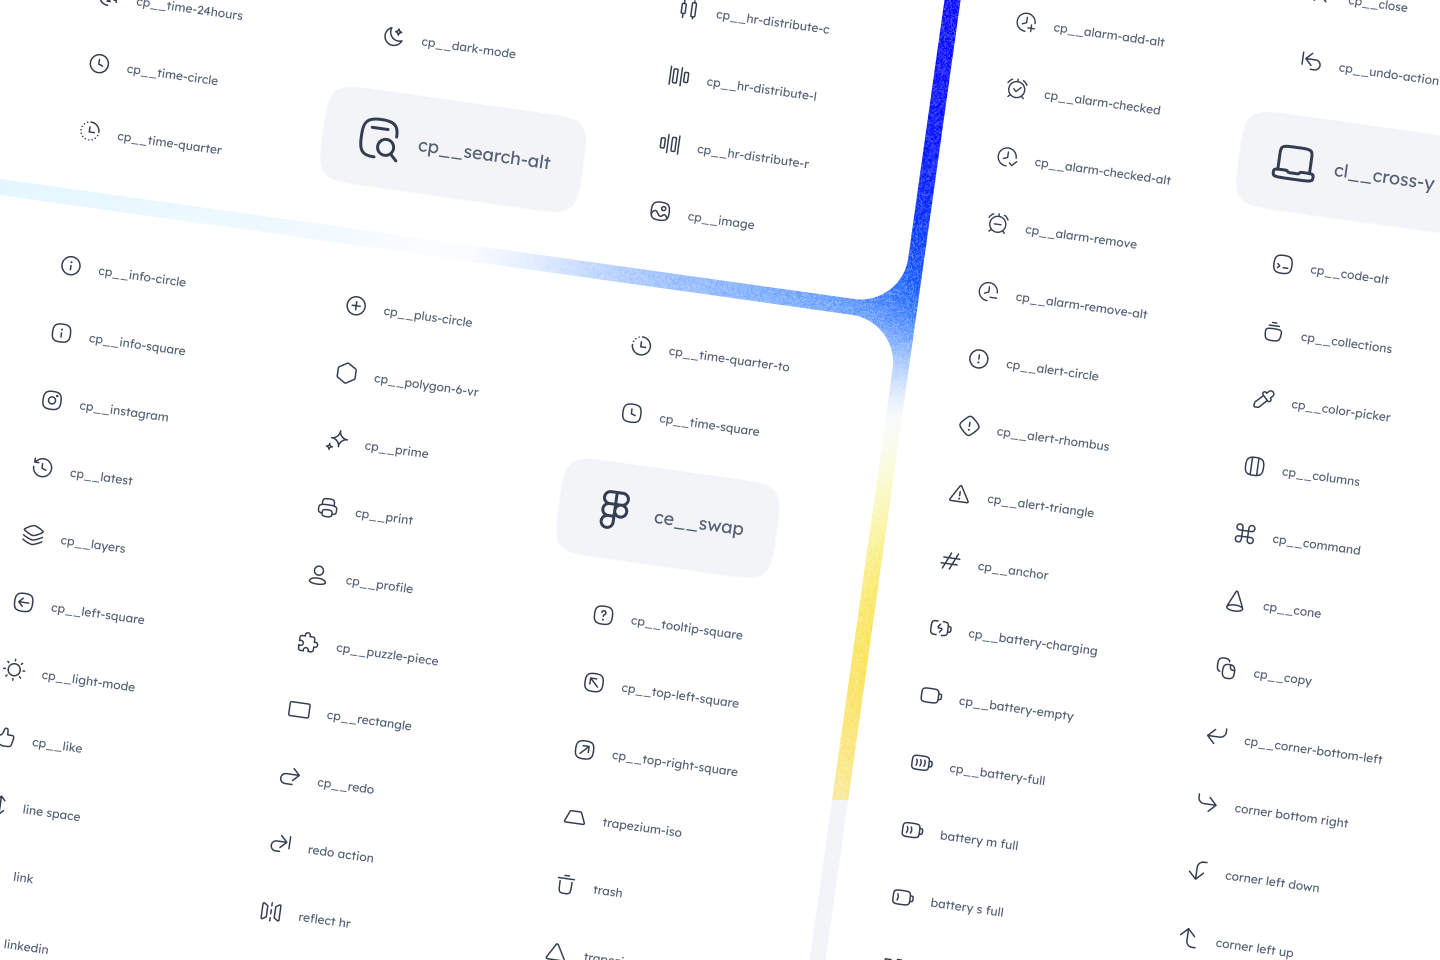 cp__time-24hours
cp__time-circle
cp__time-quarter
cp__dark-mode
cp__search-alt
cp__hr-distribute-c
cp__hr-distribute-l
cp__hr-distribute-r
cp__image
cp__info-circle
cp__info-square
cp__instagram
cp__latest
cp__layers
cp__left-square
cp__light-mode
cp__like
line space
link
linkedin
cp__plus-circle
cp__polygon-6-vr
cp__prime
cp__print
cp__profile
cp__puzzle-piece
cp__rectangle
cp__redo
redo action
reflect hr
cp__time-quarter-to
cp__time-square
ce__swap
cp__tooltip-square
cp__top-left-square
cp__top-right-square
trapezium-iso
trash
cp__alarm-add-alt
cp__alarm-checked
cp__alarm-checked-alt
cp__alarm-remove
cp__alarm-remove-alt
cp__alert-circle
cp__alert-rhombus
cp__alert-triangle
cp__anchor
cp__battery-charging
cp__battery-empty
cp__battery-full
battery m full
battery s full
cp__close
cp__undo-action
cl__cross-y
cp__code-alt
cp__collections
cp__color-picker
cp__columns
cp__command
cp__cone
cp__copy
cp__corner-bottom-left
corner bottom right
corner left down
corner left up